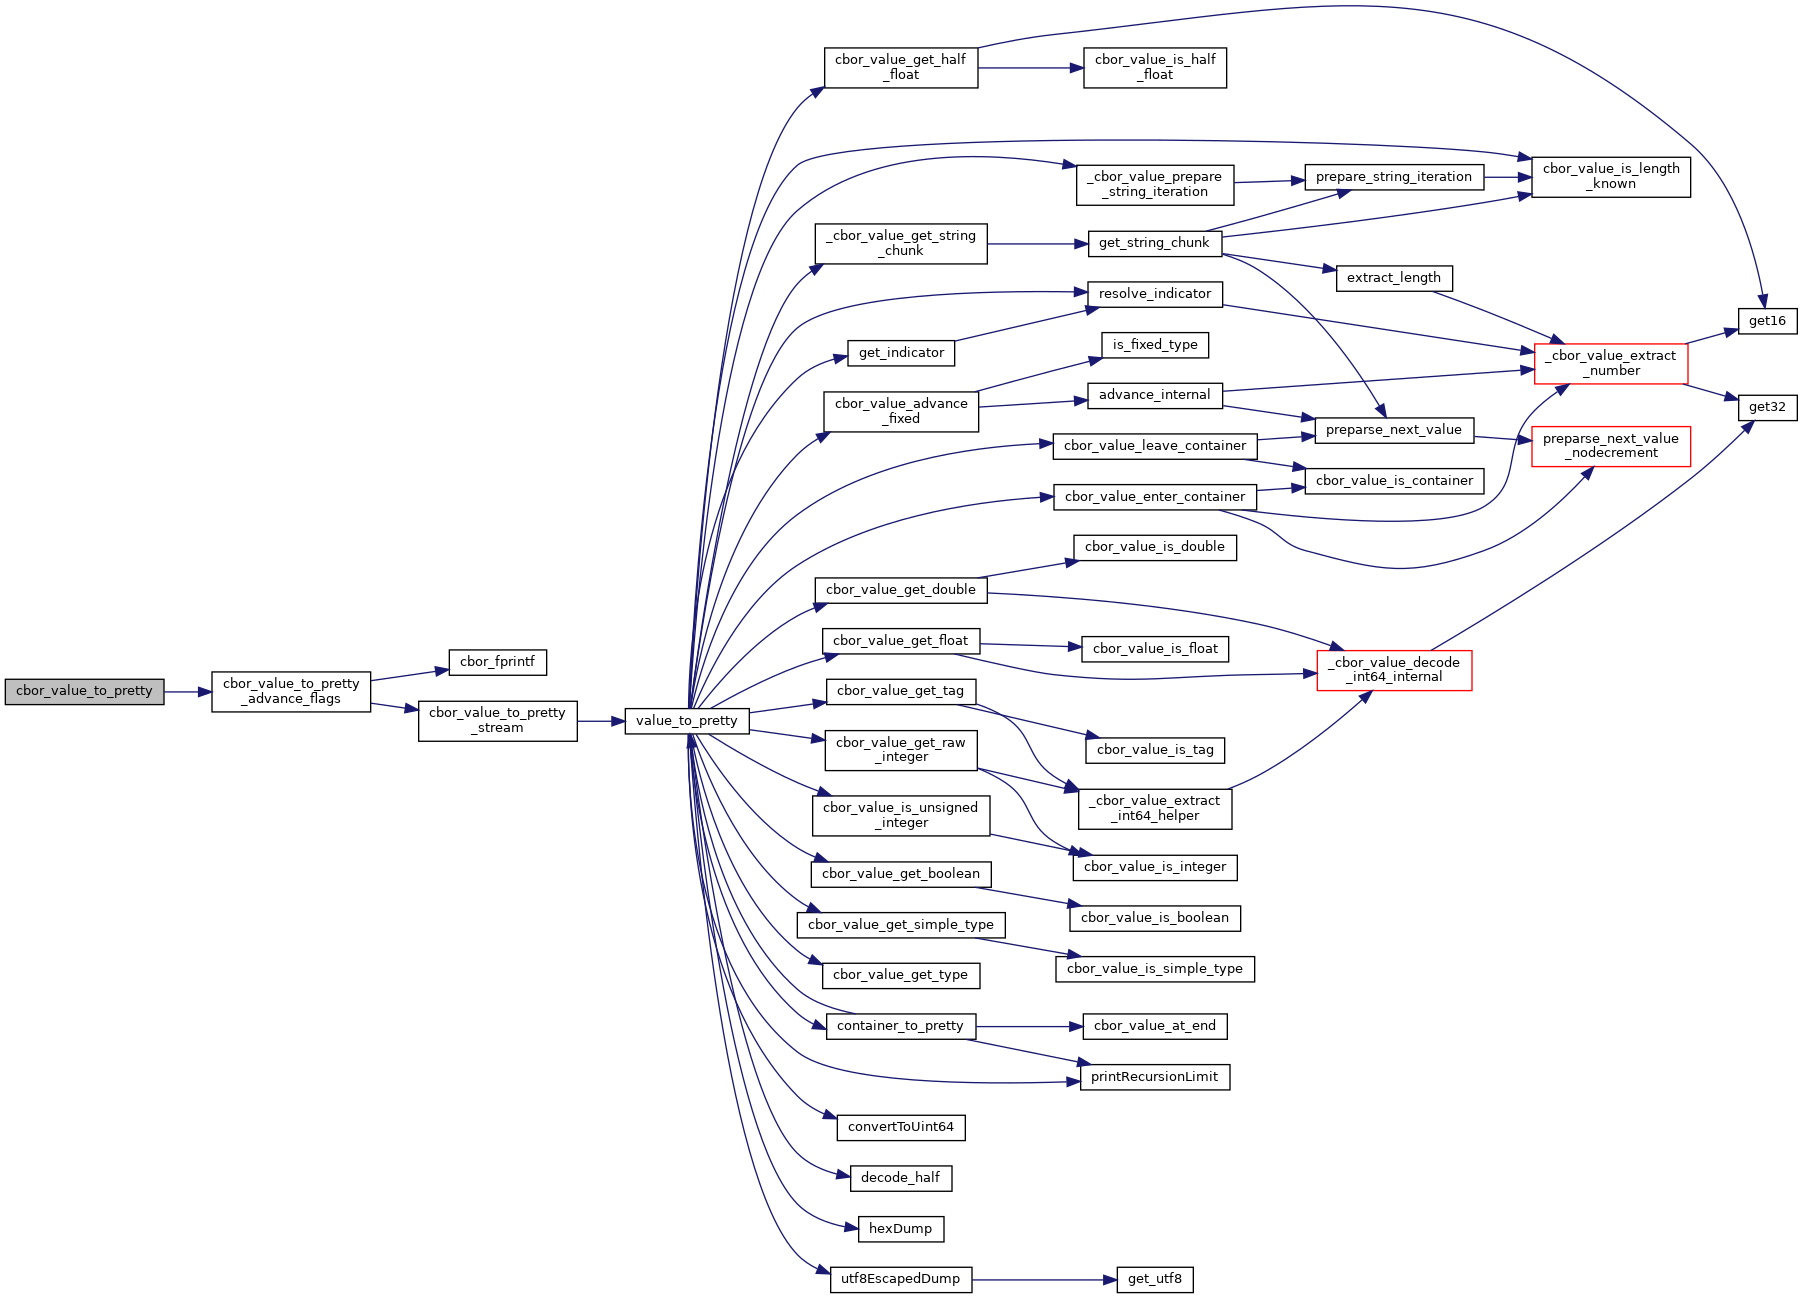 cbor_value_to_pretty
cbor_value_to_pretty
_advance_flags
cbor_fprintf
cbor_value_to_pretty
_stream
value_to_pretty
cbor_value_get_half
_float
_cbor_value_get_string
_chunk
get_indicator
cbor_value_advance
_fixed
cbor_value_get_double
cbor_value_get_float
cbor_value_get_tag
cbor_value_get_raw
_integer
cbor_value_is_unsigned
_integer
cbor_value_get_boolean
cbor_value_get_simple_type
cbor_value_get_type
container_to_pretty
convertToUint64
decode_half
hexDump
utf8EscapedDump
cbor_value_is_half
_float
_cbor_value_prepare
_string_iteration
get_string_chunk
resolve_indicator
is_fixed_type
advance_internal
cbor_value_leave_container
cbor_value_enter_container
cbor_value_is_double
cbor_value_is_float
cbor_value_is_tag
_cbor_value_extract
_int64_helper
cbor_value_is_integer
cbor_value_is_boolean
cbor_value_is_simple_type
cbor_value_at_end
printRecursionLimit
get_utf8
prepare_string_iteration
extract_length
preparse_next_value
cbor_value_is_container
_cbor_value_decode
_int64_internal
cbor_value_is_length
_known
_cbor_value_extract
_number
preparse_next_value
_nodecrement
get16
get32